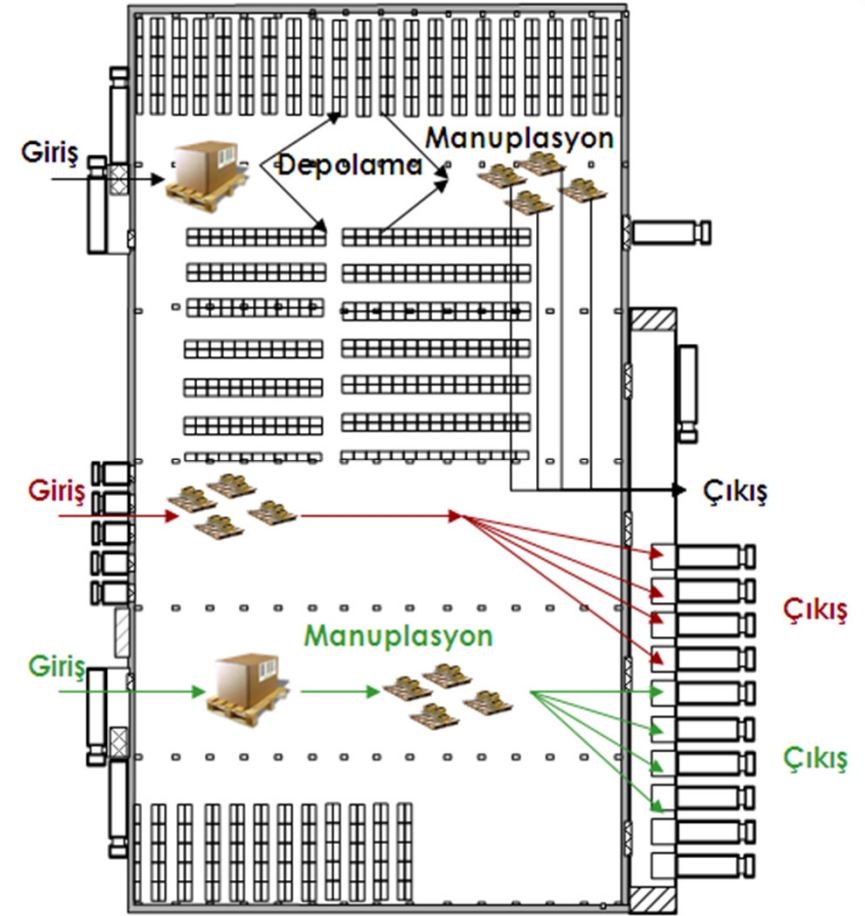 Manuplasyon
Giriş
Depolama
Giriş
Çıkış
Çıkış
Manuplasyon
Giriş
Çıkış